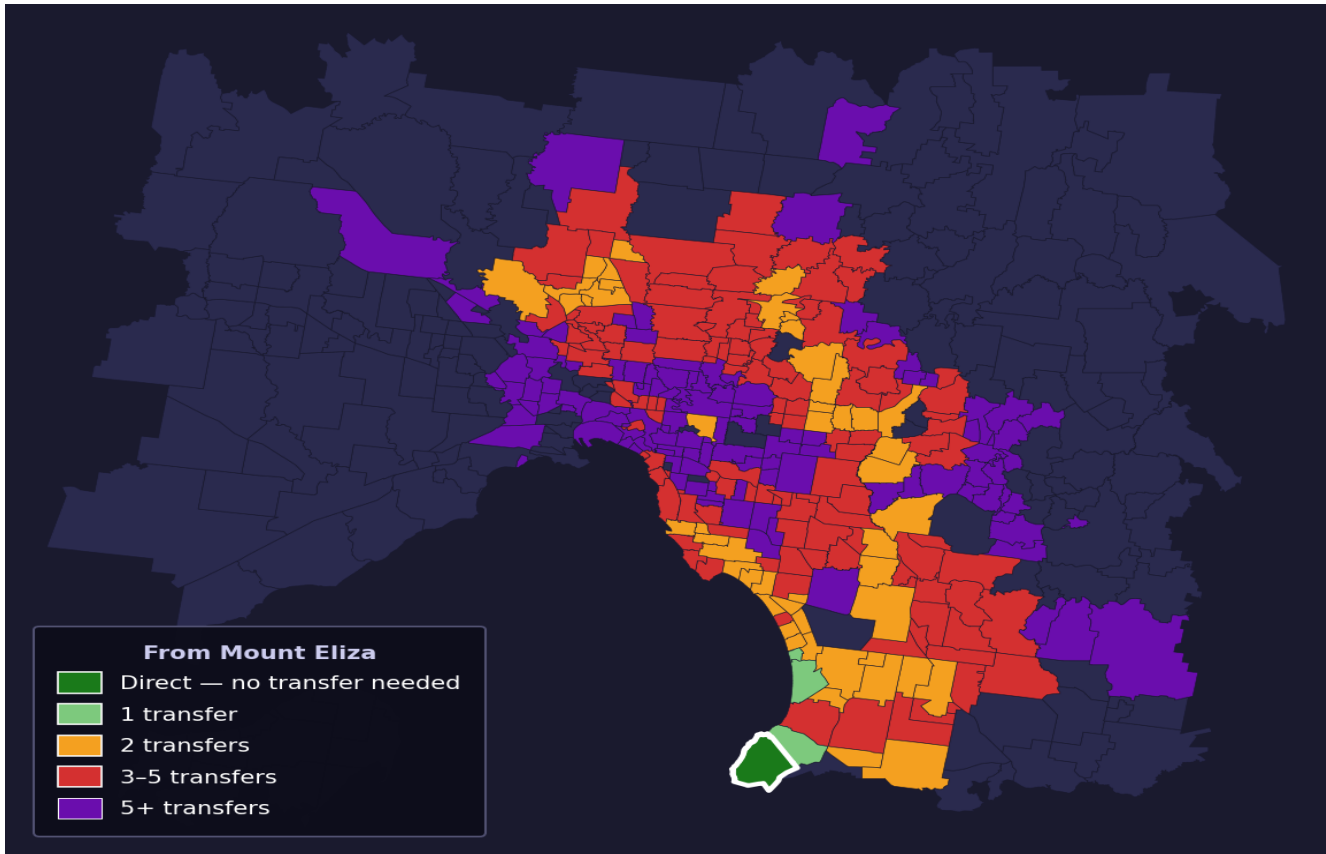 From Mount Eliza
Direct — no transfer needed
1 transfer
2 transfers
3–5 transfers
5+ transfers